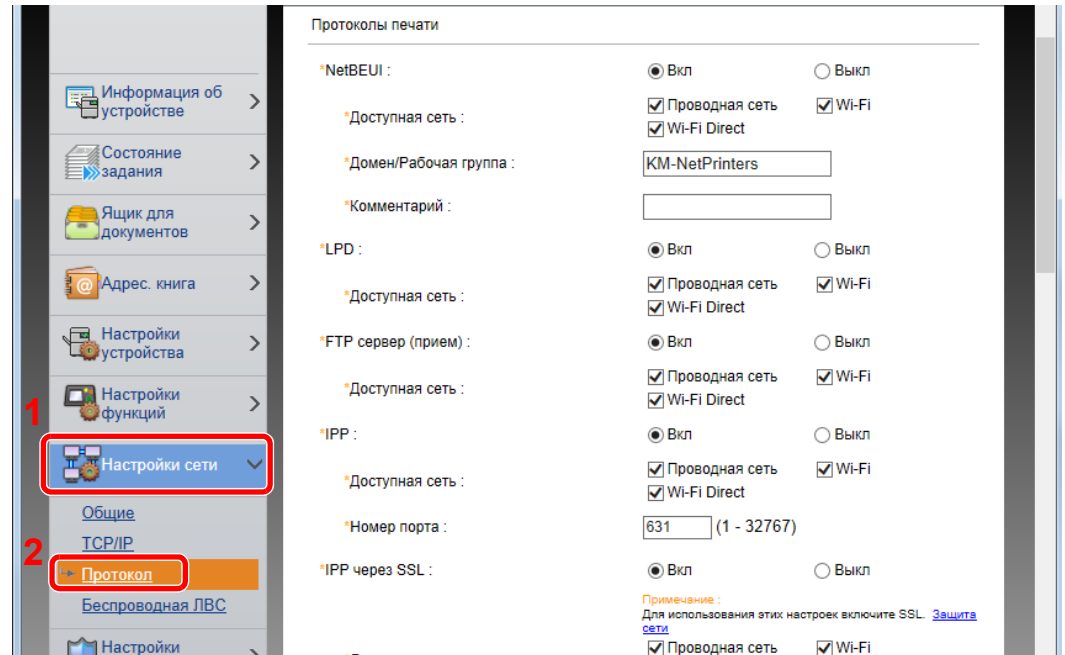 Информация об
устройстве
Состояние
задания
Ящик для
документов
Адрес. книга
Настройки
устройства
1
Настройки
функций
Настройки сети
Общие
TCP/IP
2
Протокол
Беспроводная ЛВС
Настройки
Протоколы печати
*NetBEUI : Вкл Выкл
*Доступная сеть : Проводная сеть Wi-Fi
Wi-Fi Direct
*Домен/Рабочая группа : KM-NetPrinters
*Комментарий :
*LPD : Вкл Выкл
*Доступная сеть : Проводная сеть Wi-Fi
Wi-Fi Direct
*FTP сервер (прием) : Вкл Выкл
*Доступная сеть : Проводная сеть Wi-Fi
Wi-Fi Direct
*IPP : Вкл Выкл
*Доступная сеть : Проводная сеть Wi-Fi
Wi-Fi Direct
*Номер порта : 631 (1 - 32767)
*IPP через SSL : Вкл Выкл
Примечание :
Для использования этих настроек включите SSL. Защита
сети
Проводная сеть Wi-Fi